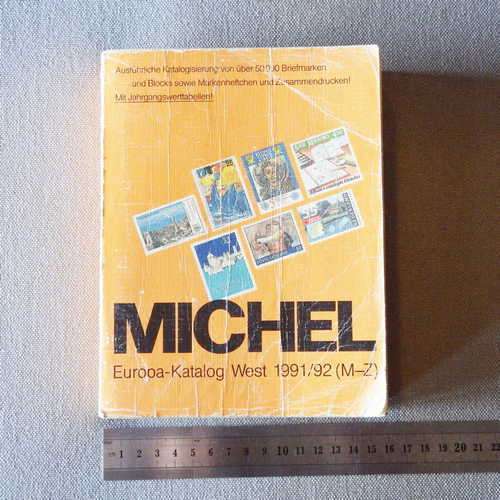 Ausführliche Katalogisierung von über 50 000 Briefmarken
und Blocks sowie Markenheftchen und Zusammendrucken!
Mit Jahrgangswerttabellen!
MICHEL
Europa-Katalog West 1991/92 (M–Z)
1 2 3 4 5 6 7 8 9 10 11 12 13 14 15 16 17 18 19 20 21 22